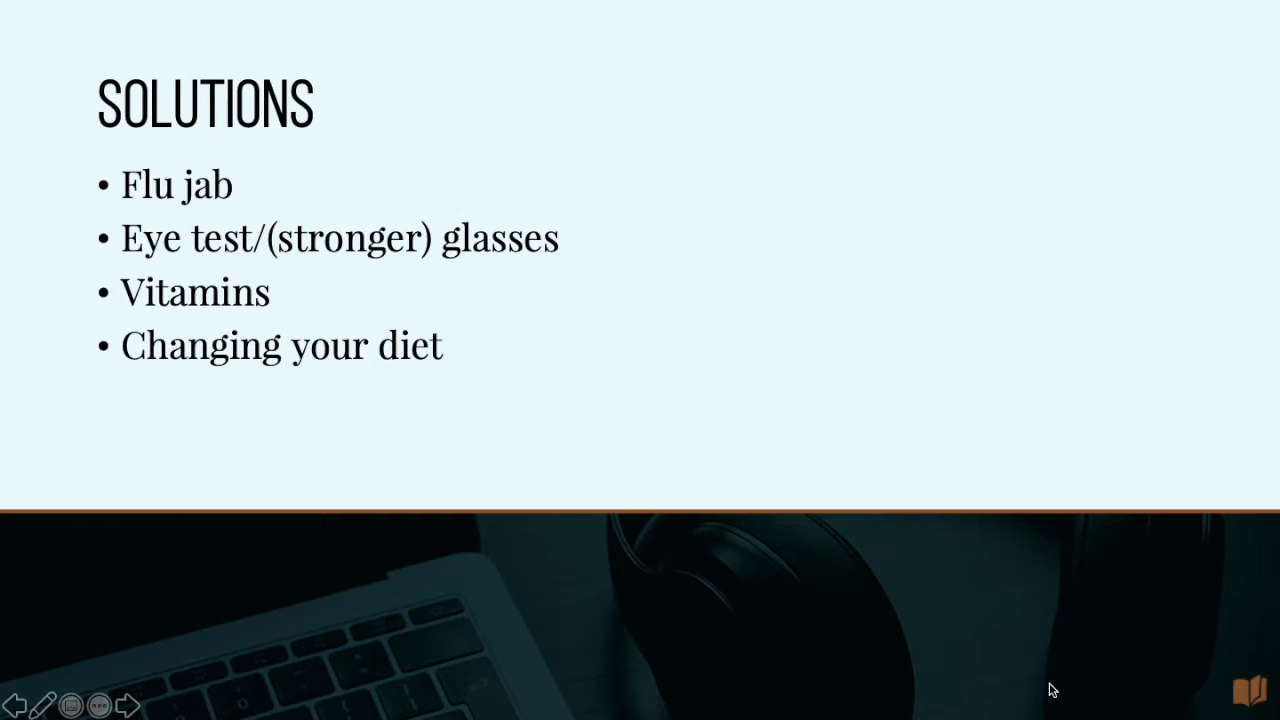 SOLUTIONS
• Flu jab
• Eye test/(stronger) glasses
• Vitamins
• Changing your diet